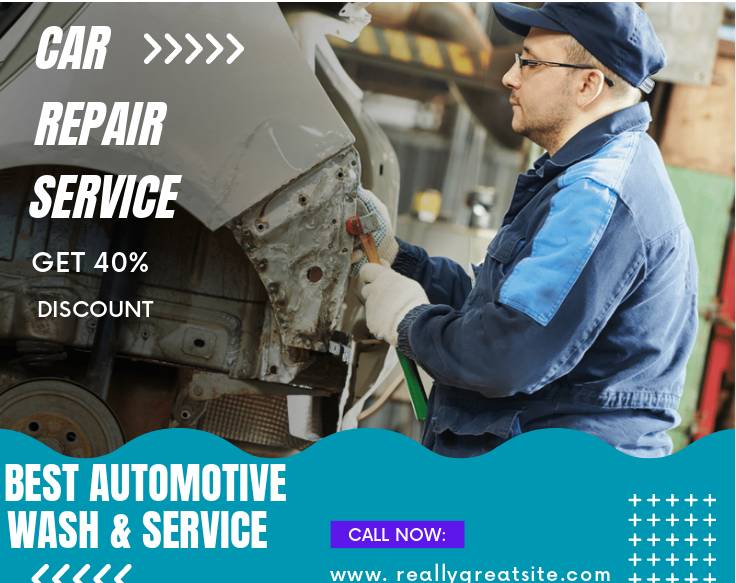 CAR
REPAIR
SERVICE
GET 40%
DISCOUNT
BEST AUTOMOTIVE
WASH & SERVICE
CALL NOW:
www. reallygreatsite.com